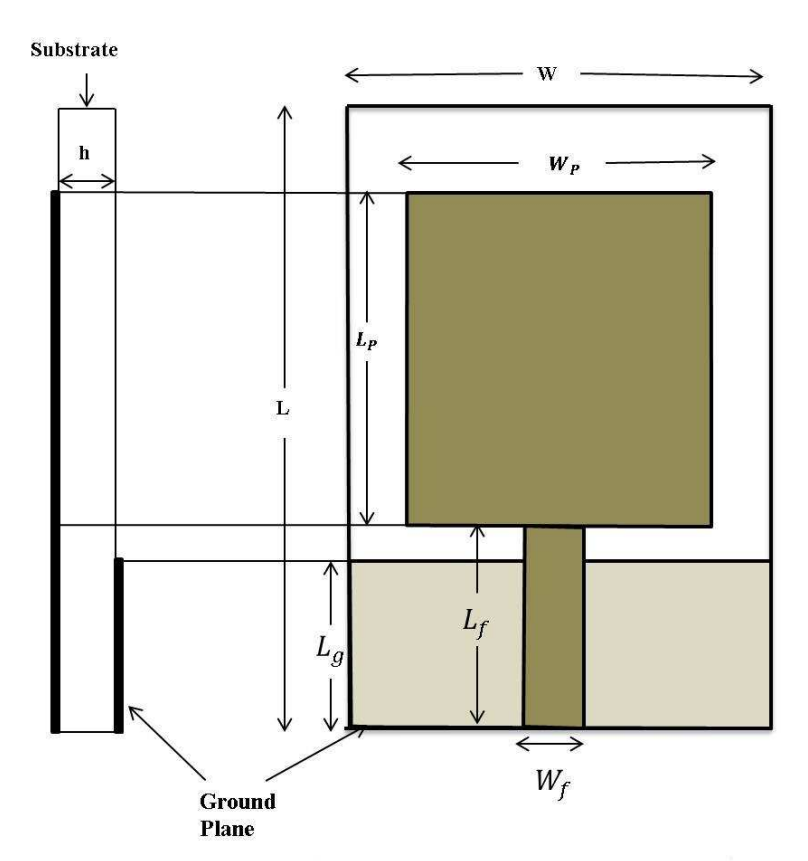 Substrate
W
h
W_P
L_P
L
L_f
L_g
W_f
Ground
Plane